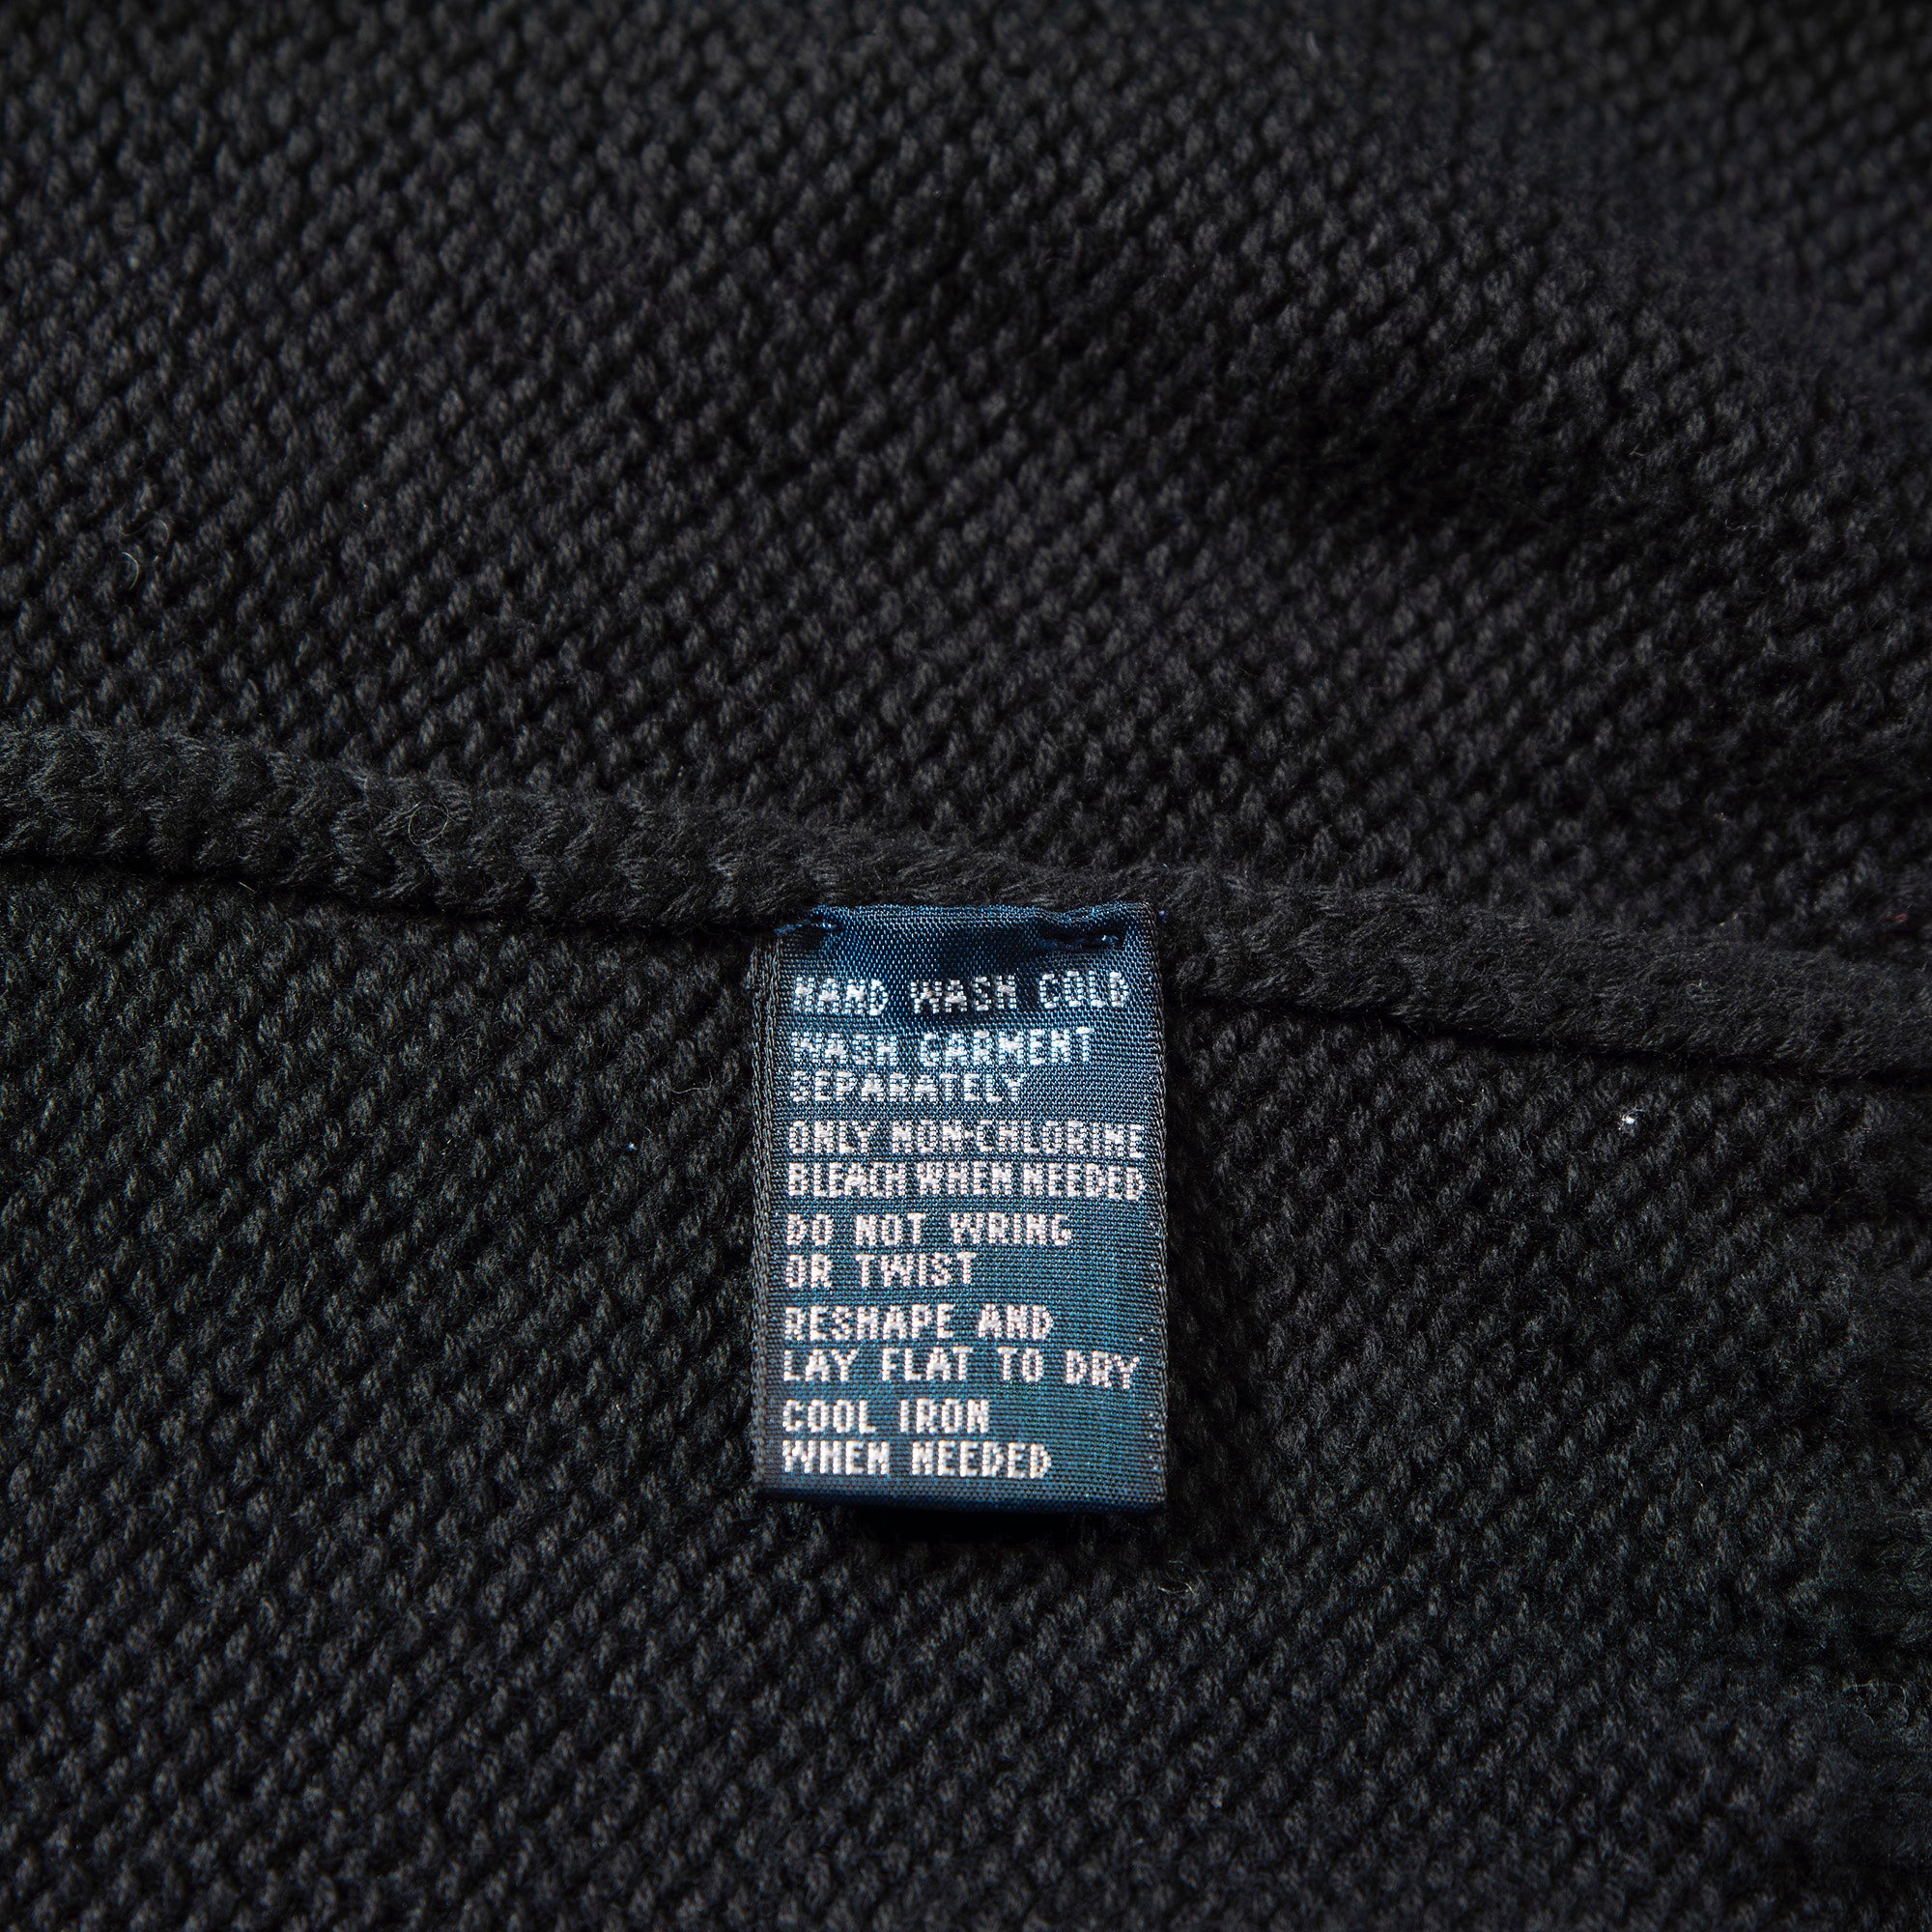 HAND WASH COLD
WASH GARMENT
SEPARATELY
ONLY NON-CHLORINE
BLEACH WHEN NEEDED
DO NOT WRING
OR TWIST
RESHAPE AND
LAY FLAT TO DRY
COOL IRON
WHEN NEEDED